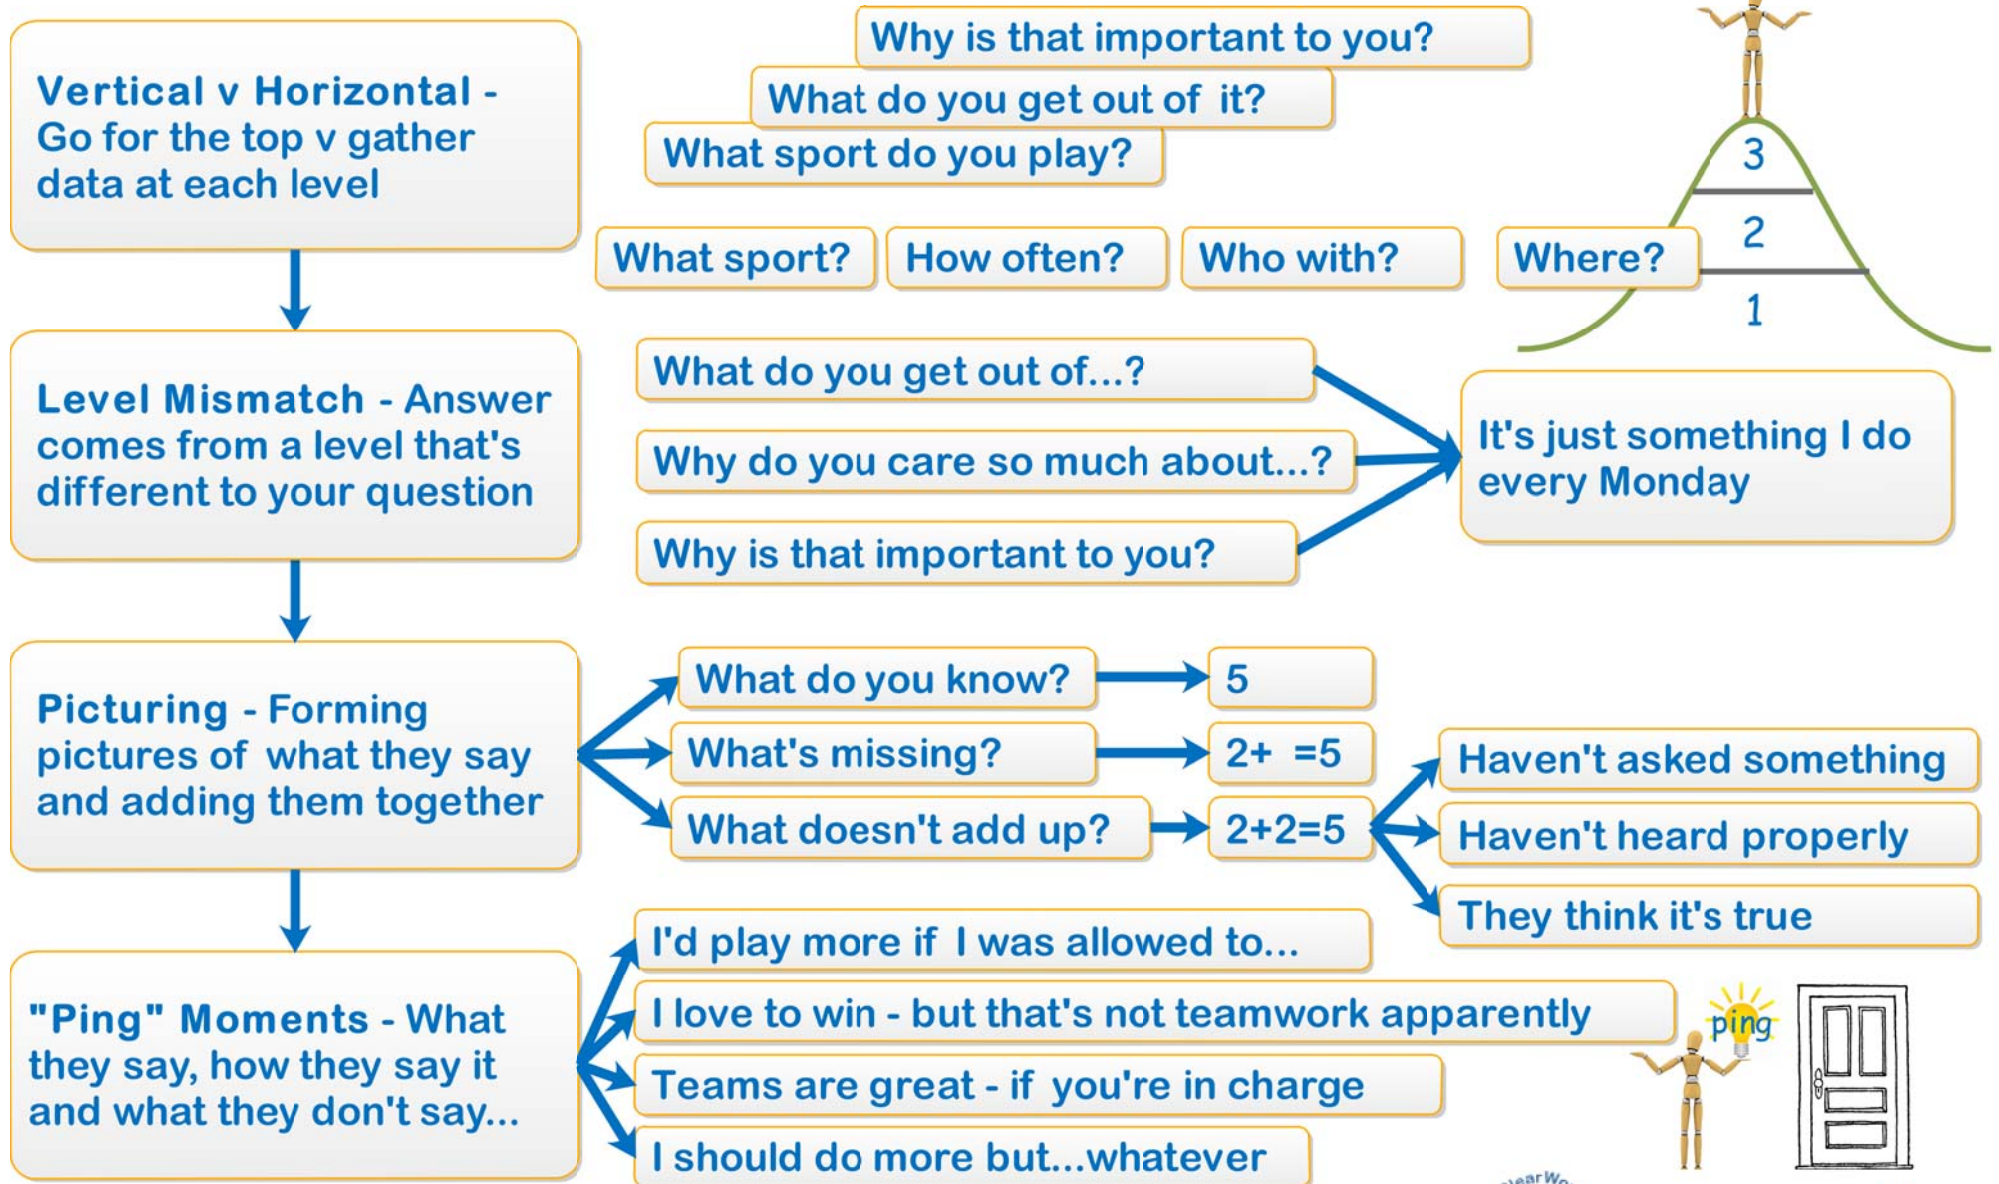 Vertical v Horizontal -
Go for the top v gather
data at each level
Why is that important to you?
What do you get out of it?
What sport do you play?
What sport?
How often?
Who with?
Where?
3
2
1
Level Mismatch - Answer
comes from a level that's
different to your question
What do you get out of...?
Why do you care so much about...?
Why is that important to you?
It's just something I do
every Monday
Picturing - Forming
pictures of what they say
and adding them together
What do you know?
5
What's missing?
2+ =5
What doesn't add up?
2+2=5
Haven't asked something
Haven't heard properly
They think it's true
"Ping" Moments - What
they say, how they say it
and what they don't say...
I'd play more if I was allowed to...
I love to win - but that's not teamwork apparently
Teams are great - if you're in charge
I should do more but...whatever
ping